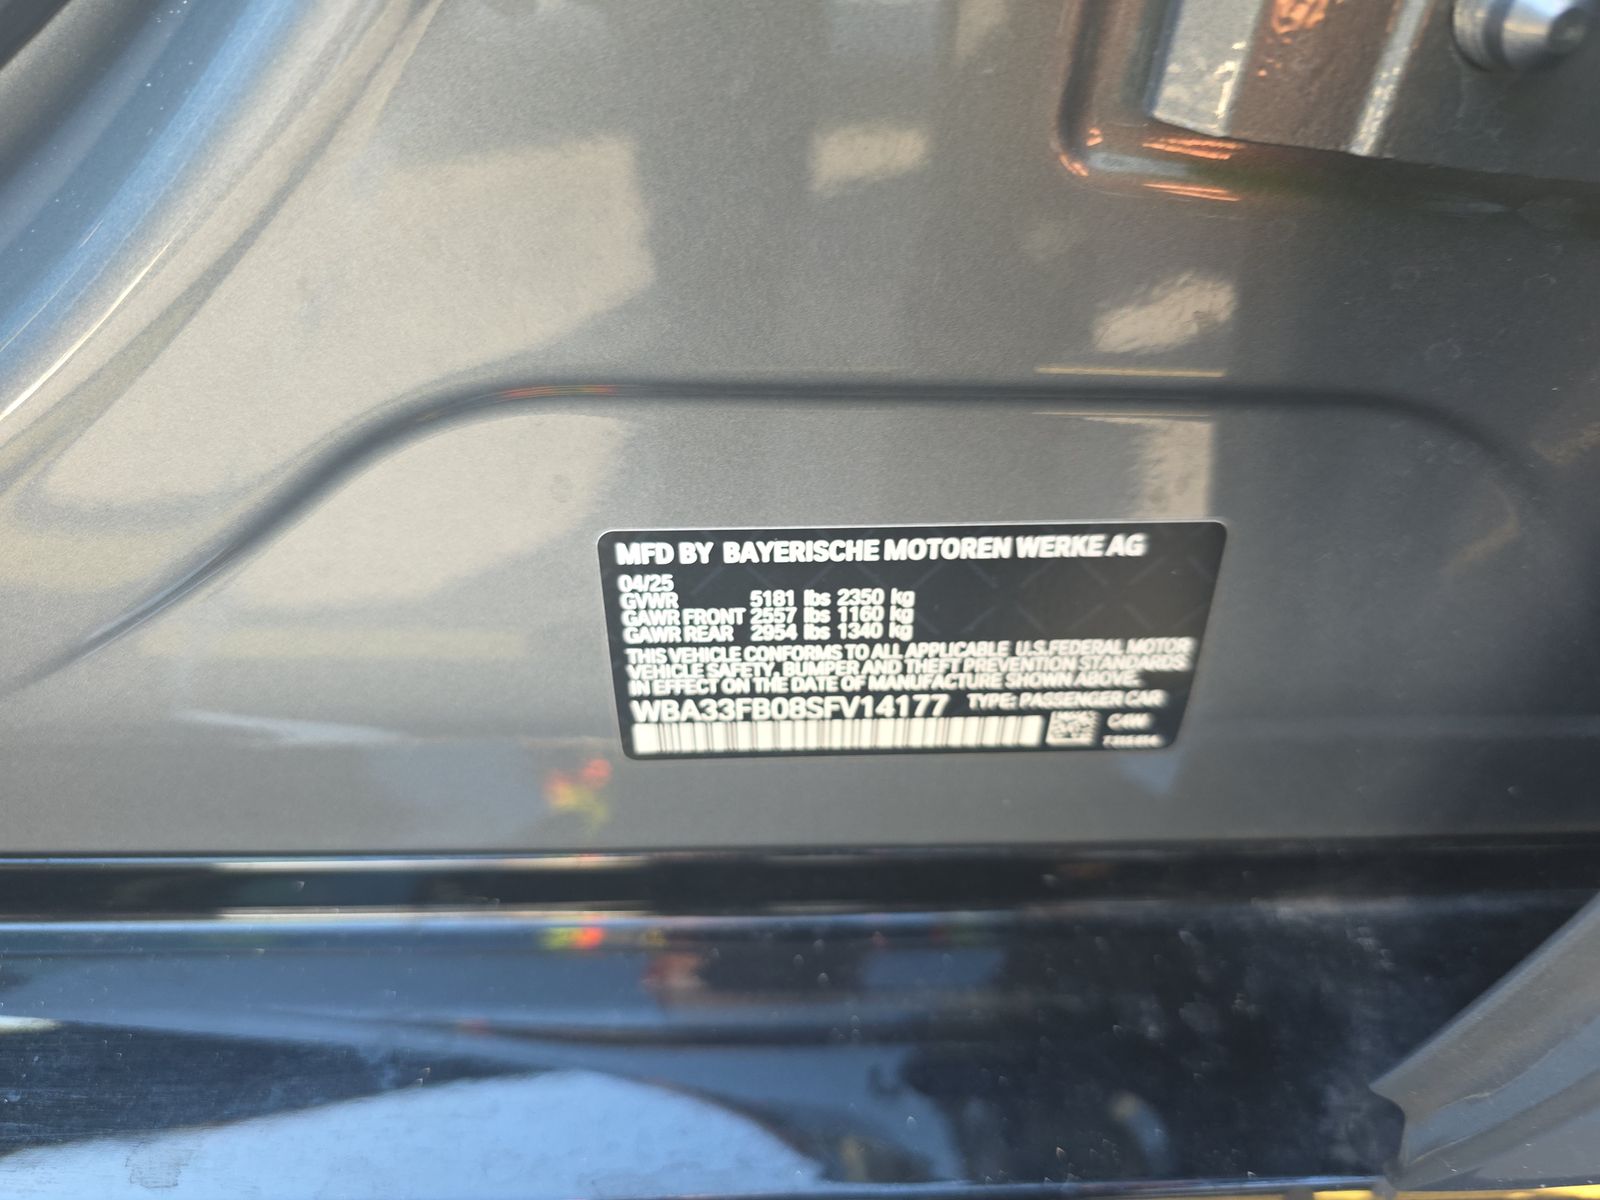 MFD BY BAYERISCHE MOTOREN WERKE AG
04/25
GVWR 5181 lbs 2350 kg
GAWR FRONT 2557 lbs 1160 kg
GAWR REAR 2954 lbs 1340 kg
THIS VEHICLE CONFORMS TO ALL APPLICABLE U.S.FEDERAL MOTOR
VEHICLE SAFETY, BUMPER AND THEFT PREVENTION STANDARDS
IN EFFECT ON THE DATE OF MANUFACTURE SHOWN ABOVE.
WBA33FB08SFV14177 TYPE: PASSENGER CAR